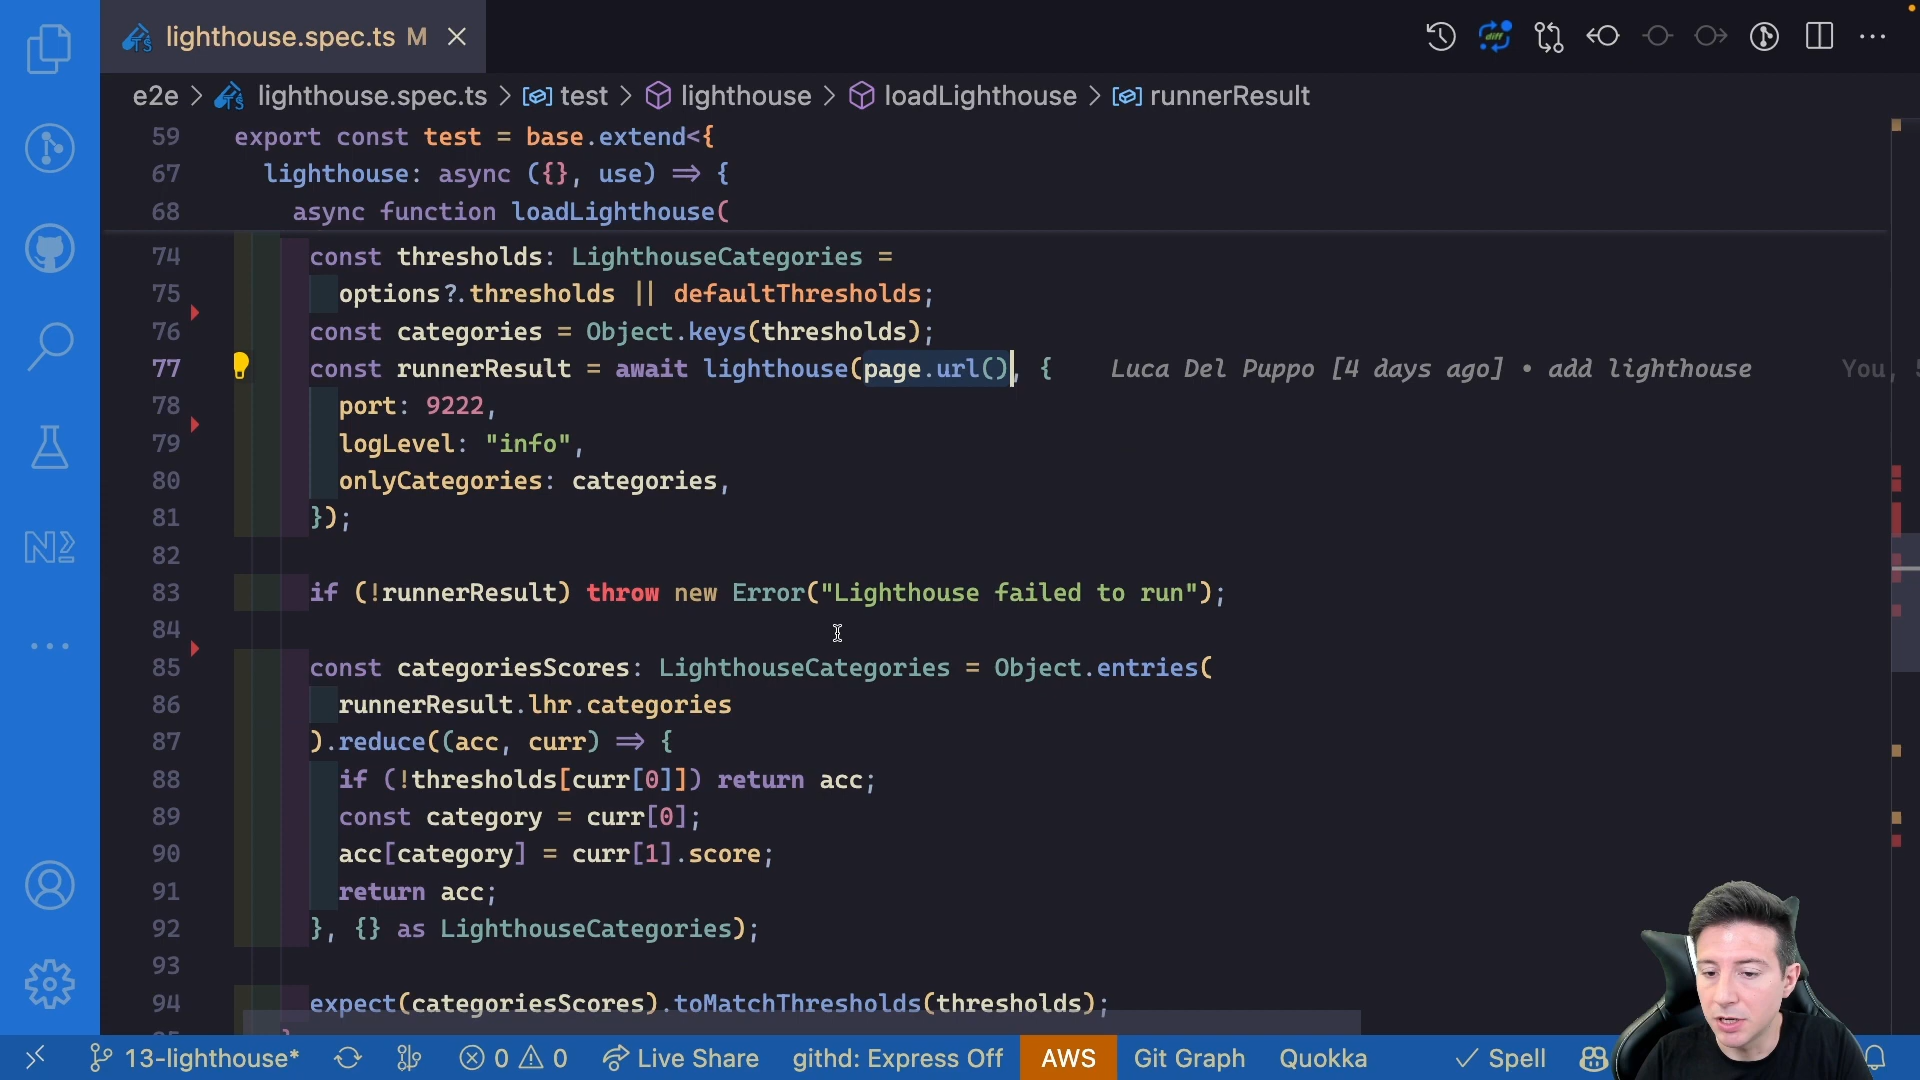 lighthouse.spec.ts M
e2e > lighthouse.spec.ts > test > lighthouse > loadLighthouse > runnerResult
59 export const test = base.extend<{
67 lighthouse: async ({}, use) => {
68 async function loadLighthouse(
74 const thresholds: LighthouseCategories =
75 options?.thresholds || defaultThresholds;
76 const categories = Object.keys(thresholds);
77 const runnerResult = await lighthouse(page.url(), { Luca Del Puppo [4 days ago] • add lighthouse You,
78 port: 9222,
79 logLevel: "info",
80 onlyCategories: categories,
81 });
82
83 if (!runnerResult) throw new Error("Lighthouse failed to run");
84
85 const categoriesScores: LighthouseCategories = Object.entries(
86 runnerResult.lhr.categories
87 ).reduce((acc, curr) => {
88 if (!thresholds[curr[0]]) return acc;
89 const category = curr[0];
90 acc[category] = curr[1].score;
91 return acc;
92 }, {} as LighthouseCategories);
93
94 expect(categoriesScores).toMatchThresholds(thresholds);
13-lighthouse* 0 0 Live Share githd: Express Off AWS Git Graph Quokka Spell